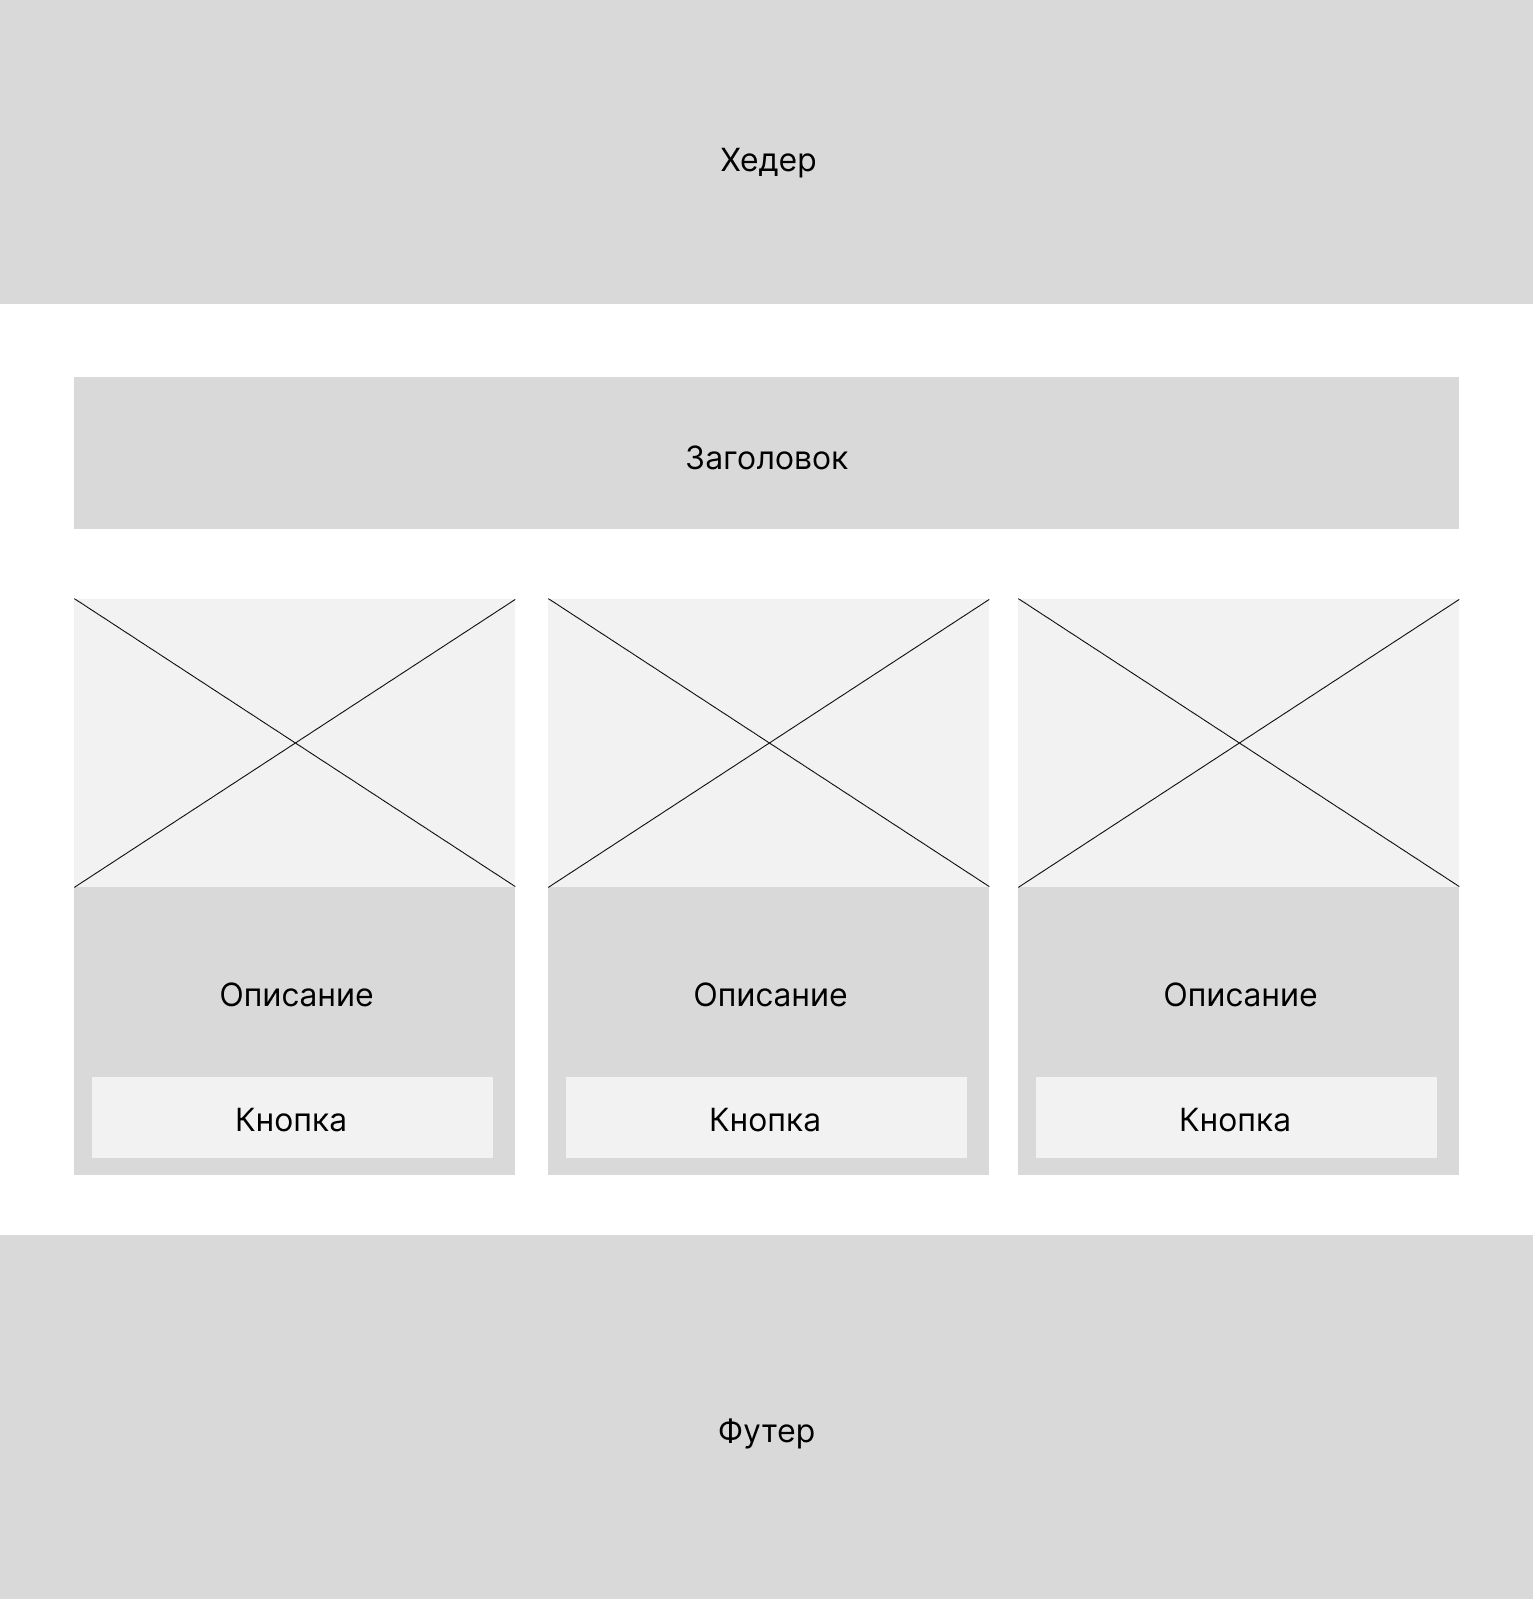 Хедер
Заголовок
Описание
Описание
Описание
Кнопка
Кнопка
Кнопка
Футер